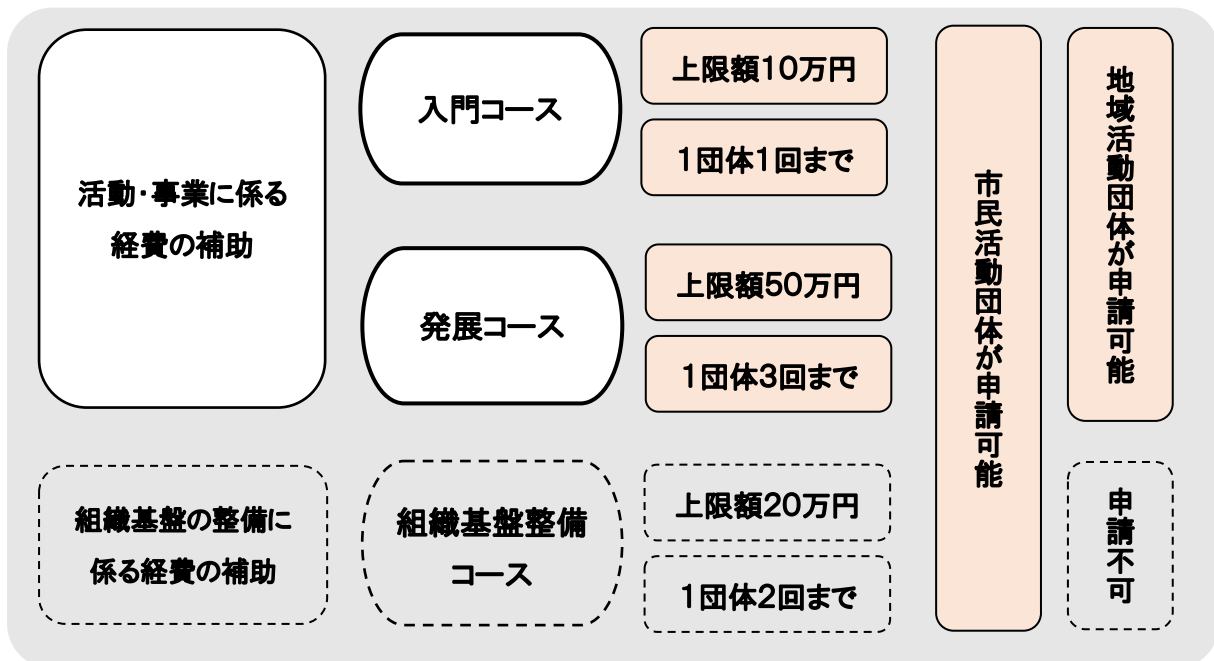 活動・事業に係る
経費の補助
入門コース
上限額10万円
1団体1回まで
発展コース
上限額50万円
1団体3回まで
組織基盤の整備に
係る経費の補助
組織基盤整備
コース
上限額20万円
1団体2回まで
市民活動団体が申請可能
地域活動団体が申請可能
申請不可